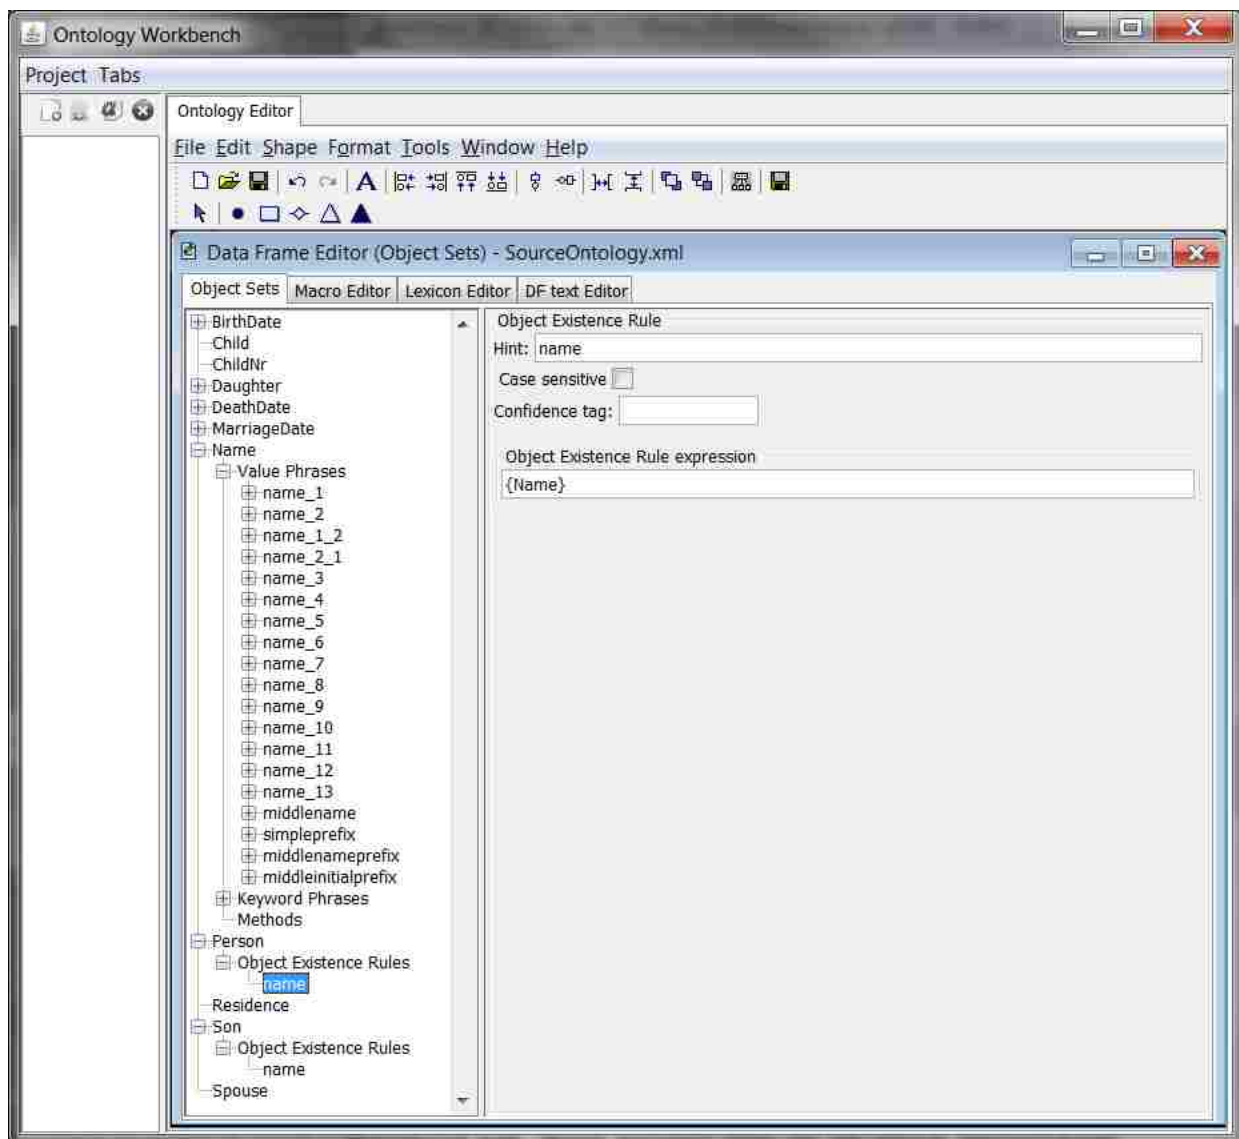 Ontology Workbench
Project Tabs
Ontology Editor
File Edit Shape Format Tools Window Help
A
Data Frame Editor (Object Sets) - SourceOntology.xml
Object Sets Macro Editor Lexicon Editor DF text Editor
BirthDate
Child
ChildNr
Daughter
DeathDate
MarriageDate
Name
Value Phrases
name_1
name_2
name_1_2
name_2_1
name_3
name_4
name_5
name_6
name_7
name_8
name_9
name_10
name_11
name_12
name_13
middlename
simpleprefix
middlenameprefix
middleinitialprefix
Keyword Phrases
Methods
Person
Object Existence Rules
name
Residence
Son
Object Existence Rules
name
Spouse
Object Existence Rule
Hint: name
Case sensitive
Confidence tag:
Object Existence Rule expression
{Name}